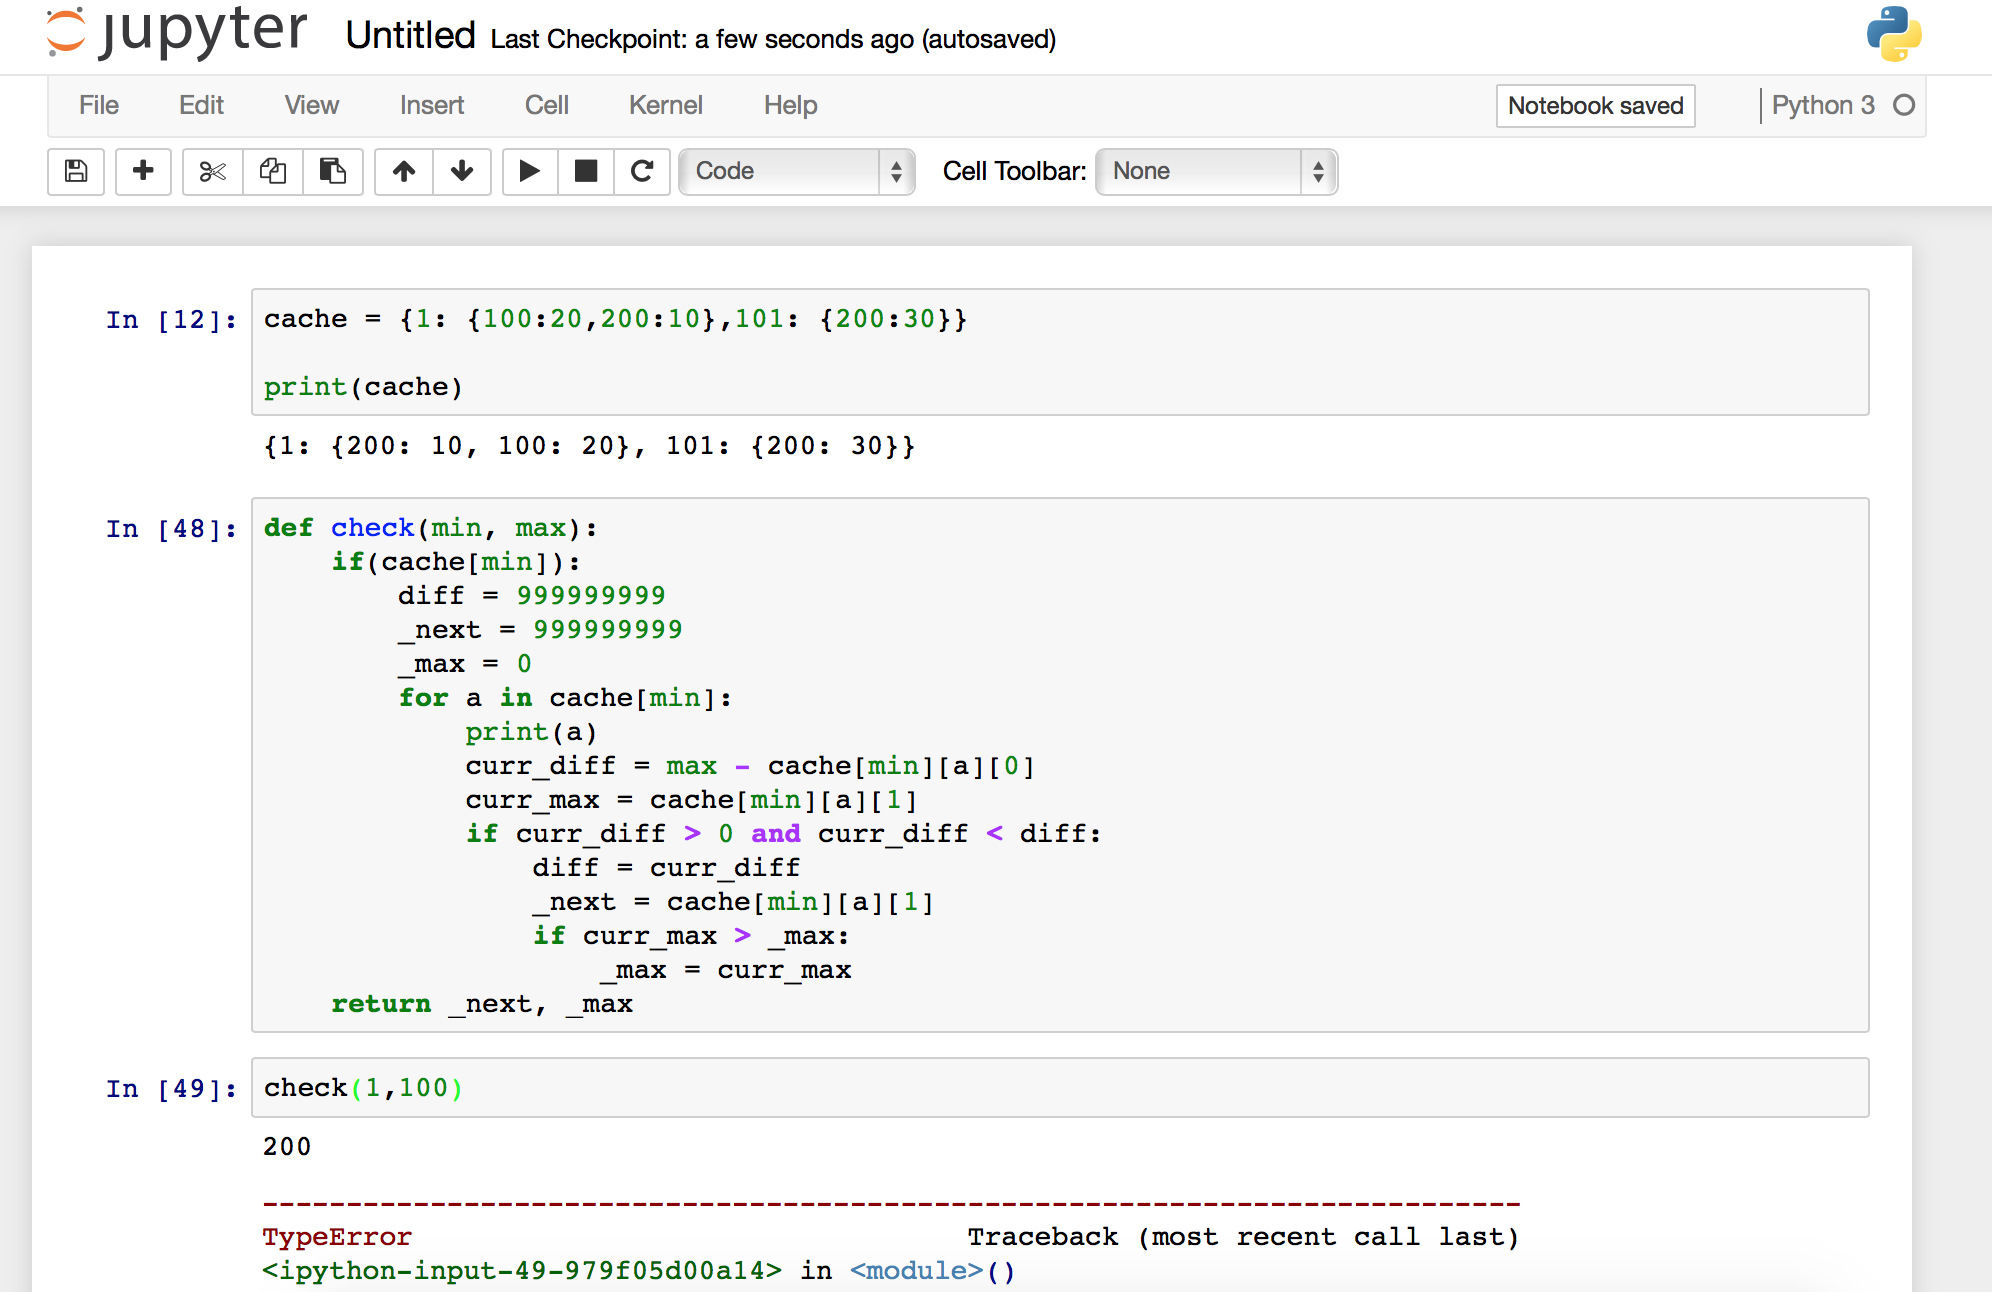 jupyter Untitled Last Checkpoint: a few seconds ago (autosaved)
File Edit View Insert Cell Kernel Help Notebook saved Python 3
Code Cell Toolbar: None
In [12]: cache = {1: {100:20,200:10},101: {200:30}}
print(cache)
{1: {200: 10, 100: 20}, 101: {200: 30}}
In [48]: def check(min, max):
    if(cache[min]):
        diff = 999999999
        _next = 999999999
        _max = 0
        for a in cache[min]:
            print(a)
            curr_diff = max - cache[min][a][0]
            curr_max = cache[min][a][1]
            if curr_diff > 0 and curr_diff < diff:
                diff = curr_diff
                _next = cache[min][a][1]
                if curr_max > _max:
                    _max = curr_max
    return _next, _max
In [49]: check(1,100)
200
---------------------------------------------------------------------------
TypeError                                 Traceback (most recent call last)
<ipython-input-49-979f05d00a14> in <module>()